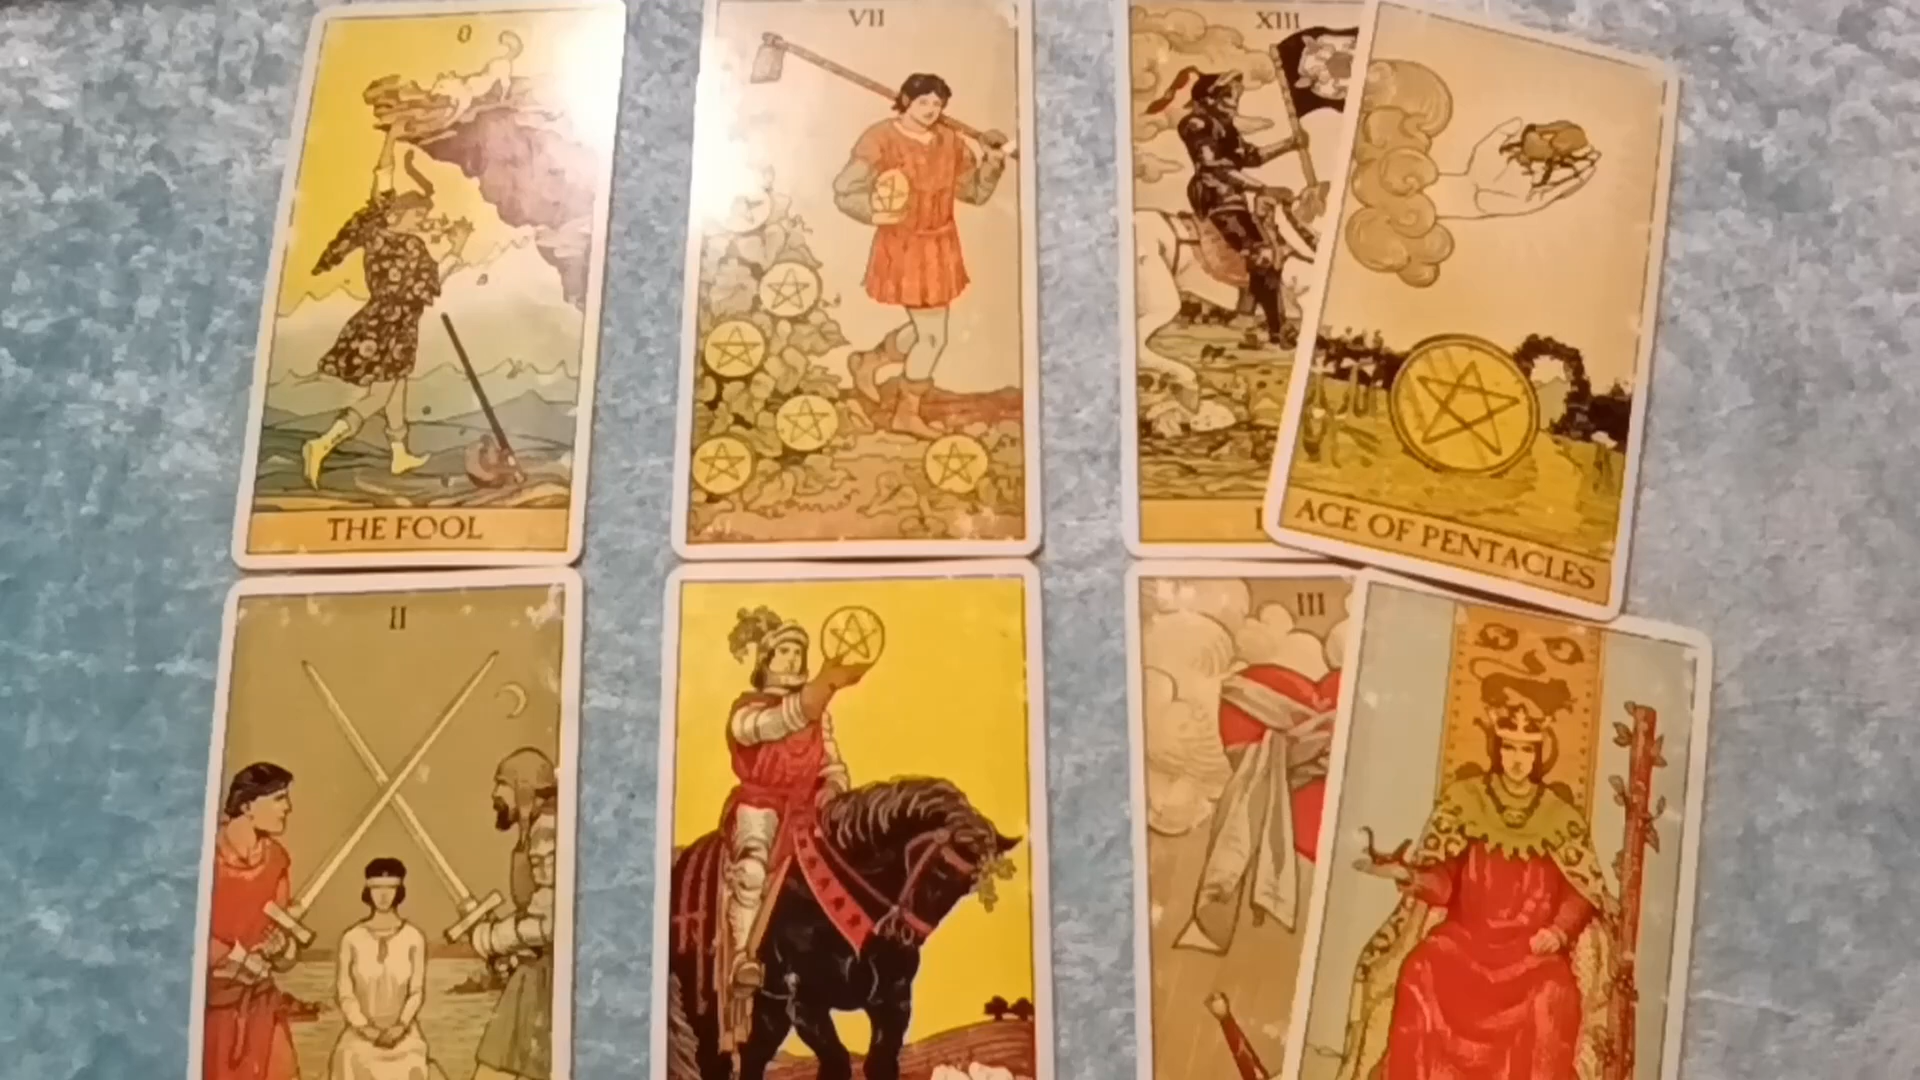 0
VII
XIII
THE FOOL
ACE OF PENTACLES
II
III